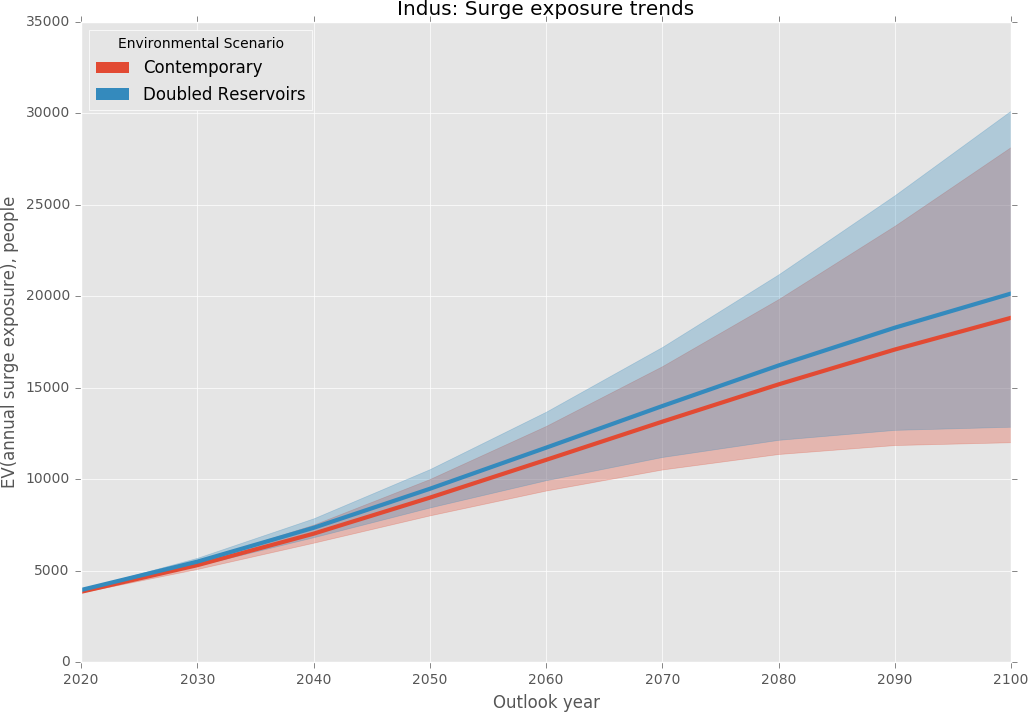 Indus: Surge exposure trends
Environmental Scenario
Contemporary
Doubled Reservoirs
EV(annual surge exposure), people
35000
30000
25000
20000
15000
10000
5000
0
2020 2030 2040 2050 2060 2070 2080 2090 2100
Outlook year